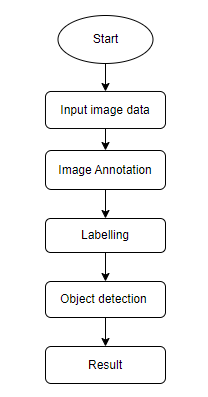 Start
Input image data
Image Annotation
Labelling
Object detection
Result